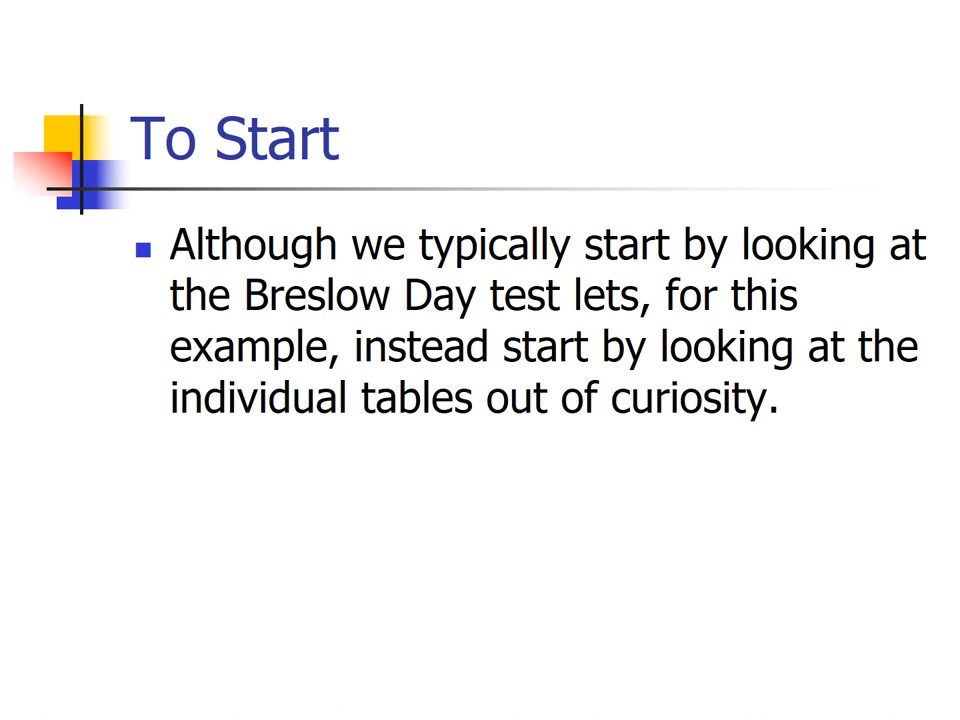 To Start
Although we typically start by looking at
the Breslow Day test lets, for this
example, instead start by looking at the
individual tables out of curiosity.